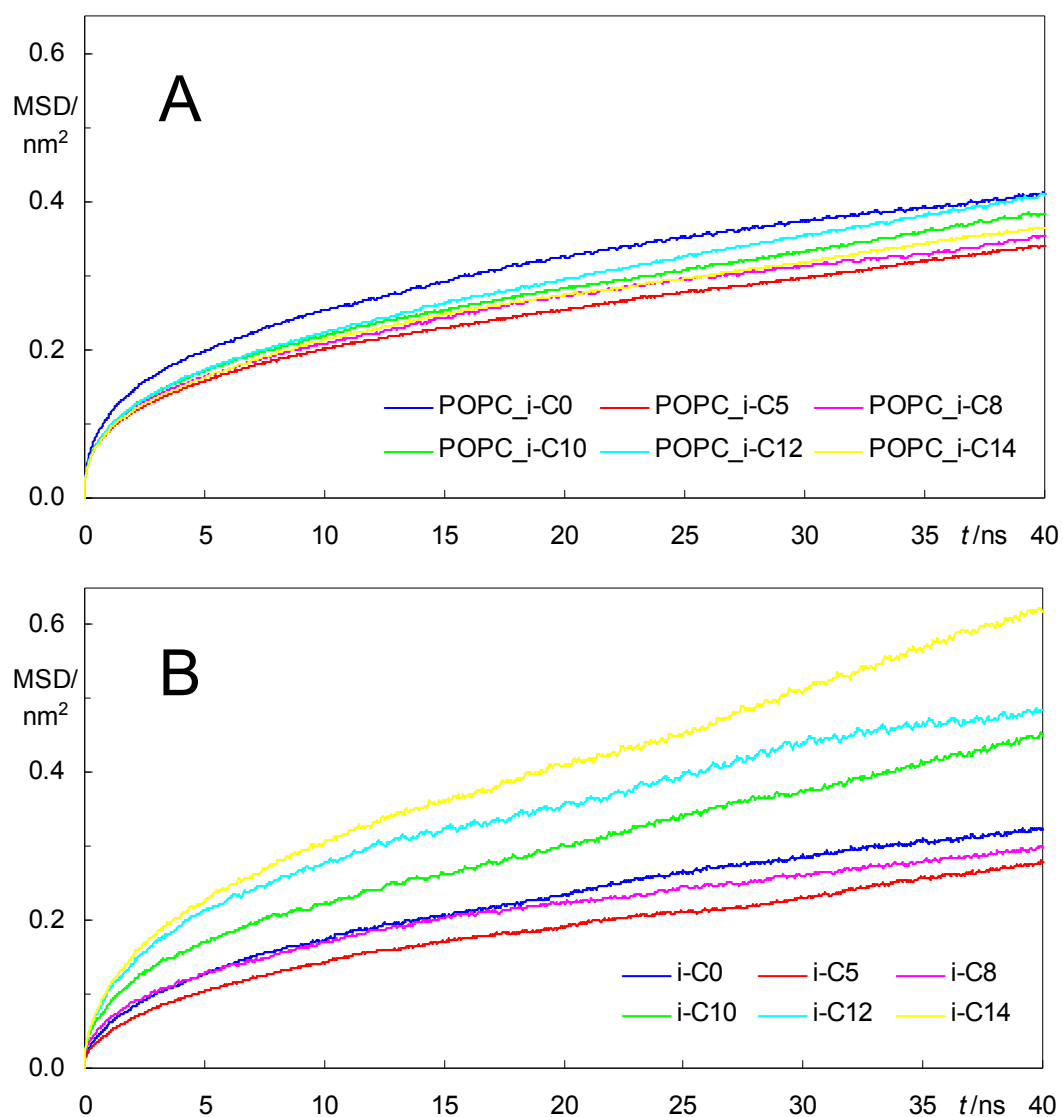 0.6
A
MSD/
nm²
0.4
0.2
POPC_i-C0 POPC_i-C5 POPC_i-C8
POPC_i-C10 POPC_i-C12 POPC_i-C14
0.0
0 5 10 15 20 25 30 35 t/ns 40
0.6
B
MSD/
nm²
0.4
0.2
i-C0 i-C5 i-C8
i-C10 i-C12 i-C14
0.0
0 5 10 15 20 25 30 35 t/ns 40